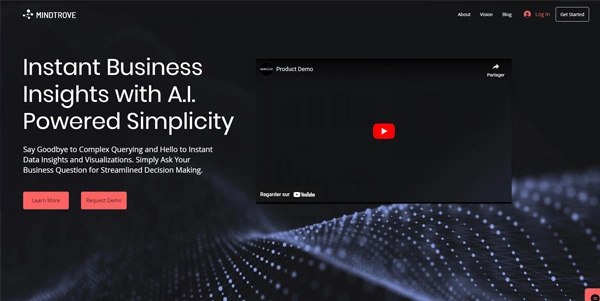 MINDTROVE
About
Vision
Blog
Log In
Get Started
Instant Business
Insights with A.I.
Powered Simplicity
Say Goodbye to Complex Querying and Hello to Instant
Data Insights and Visualizations. Simply Ask Your
Business Question for Streamlined Decision Making.
Learn More
Request Demo
Product Demo
Partager
Regarder sur YouTube